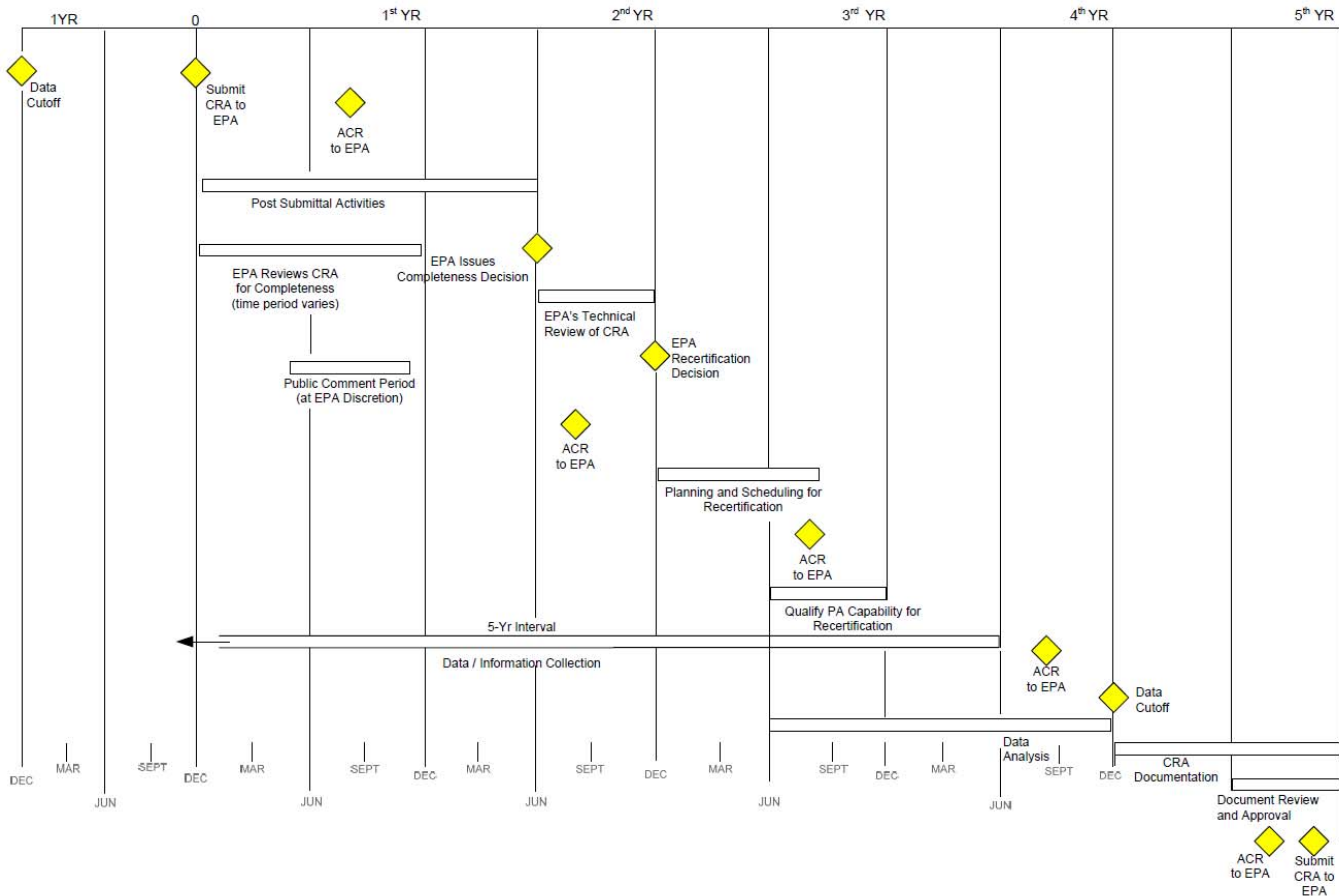 1YR 0 1st YR 2nd YR 3rd YR 4th YR 5th YR
Data
Cutoff
Submit
CRA to
EPA
ACR
to EPA
Post Submittal Activities
EPA Reviews CRA
for Completeness
(time period varies)
EPA Issues
Completeness Decision
EPA's Technical
Review of CRA
EPA
Recertification
Decision
Public Comment Period
(at EPA Discretion)
ACR
to EPA
Planning and Scheduling for
Recertification
ACR
to EPA
Qualify PA Capability for
Recertification
5-Yr Interval
Data / Information Collection
ACR
to EPA
Data
Cutoff
Data
Analysis
CRA
Documentation
DEC MAR JUN SEPT DEC MAR JUN SEPT DEC MAR JUN SEPT DEC MAR JUN SEPT DEC MAR JUN SEPT DEC
Document Review
and Approval
ACR
to EPA
Submit
CRA to
EPA